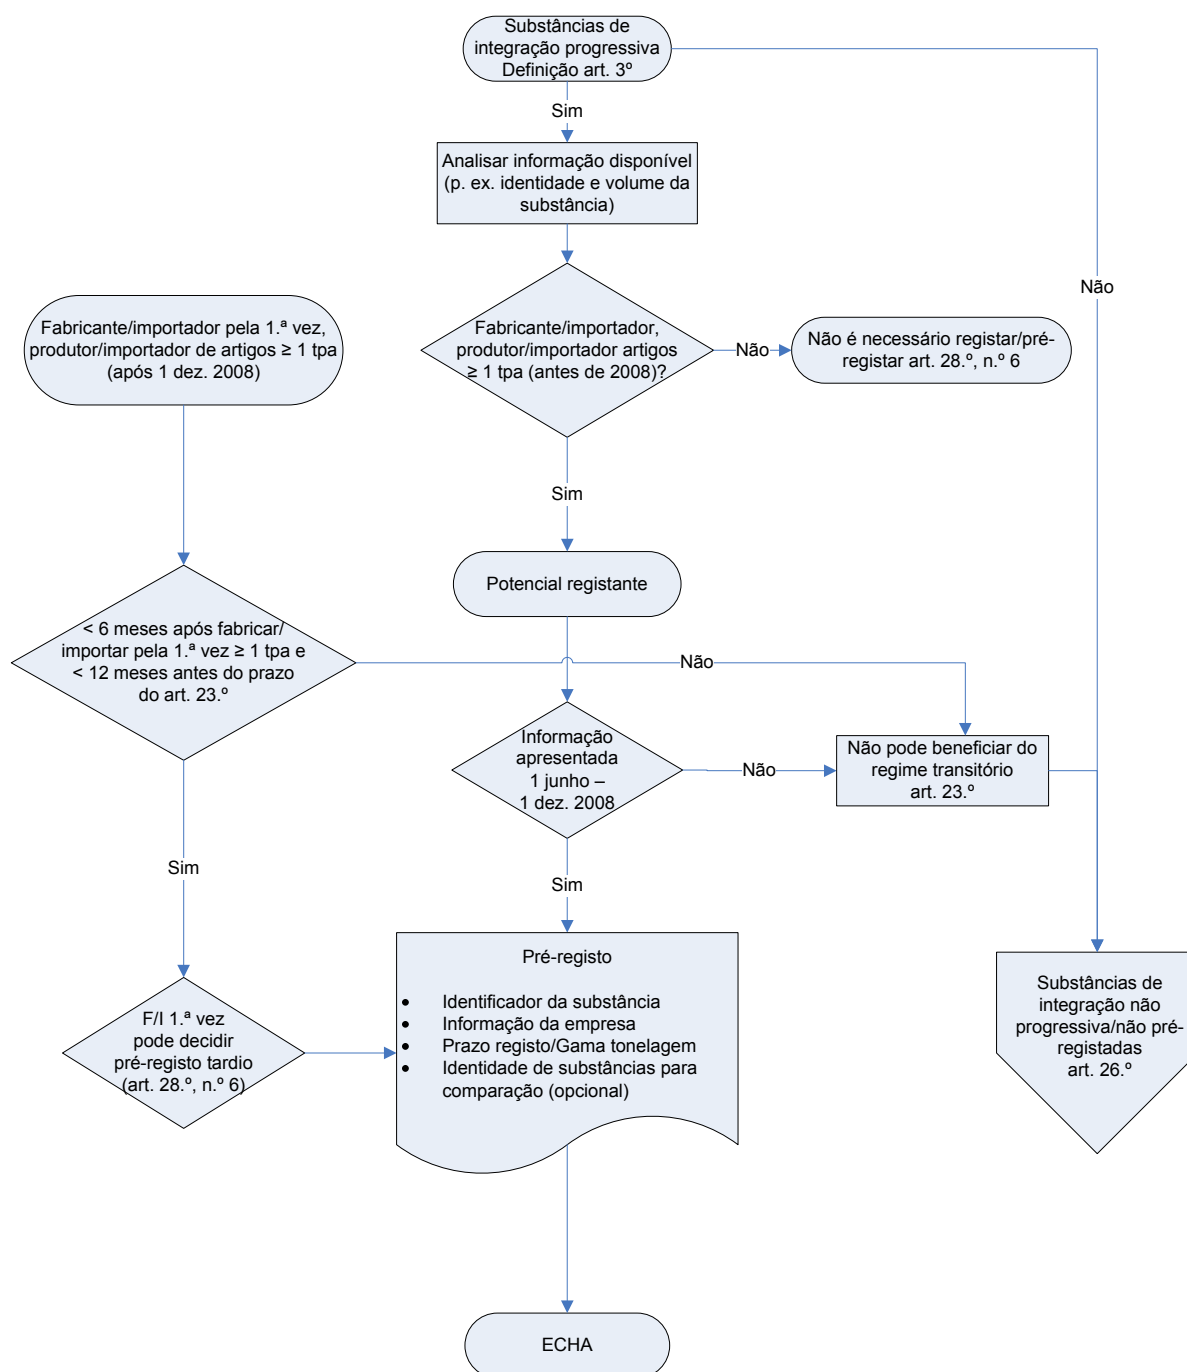 Substâncias de
integração progressiva
Definição art. 3º
Sim
Analisar informação disponível
(p. ex. identidade e volume da
substância)
Não
Fabricante/importador pela 1.ª vez,
produtor/importador de artigos ≥ 1 tpa
(após 1 dez. 2008)
Fabricante/importador,
produtor/importador artigos
≥ 1 tpa (antes de 2008)?
Não
Não é necessário registar/pré-
registar art. 28.º, n.º 6
Sim
Potencial registante
< 6 meses após fabricar/
importar pela 1.ª vez ≥ 1 tpa e
< 12 meses antes do prazo
do art. 23.º
Não
Informação
apresentada
1 junho –
1 dez. 2008
Não
Não pode beneficiar do
regime transitório
art. 23.º
Sim
Sim
Pré-registo
• Identificador da substância
• Informação da empresa
• Prazo registo/Gama tonelagem
• Identidade de substâncias para
comparação (opcional)
F/I 1.ª vez
pode decidir
pré-registo tardio
(art. 28.º, n.º 6)
Substâncias de
integração não
progressiva/não pré-
registadas
art. 26.º
ECHA